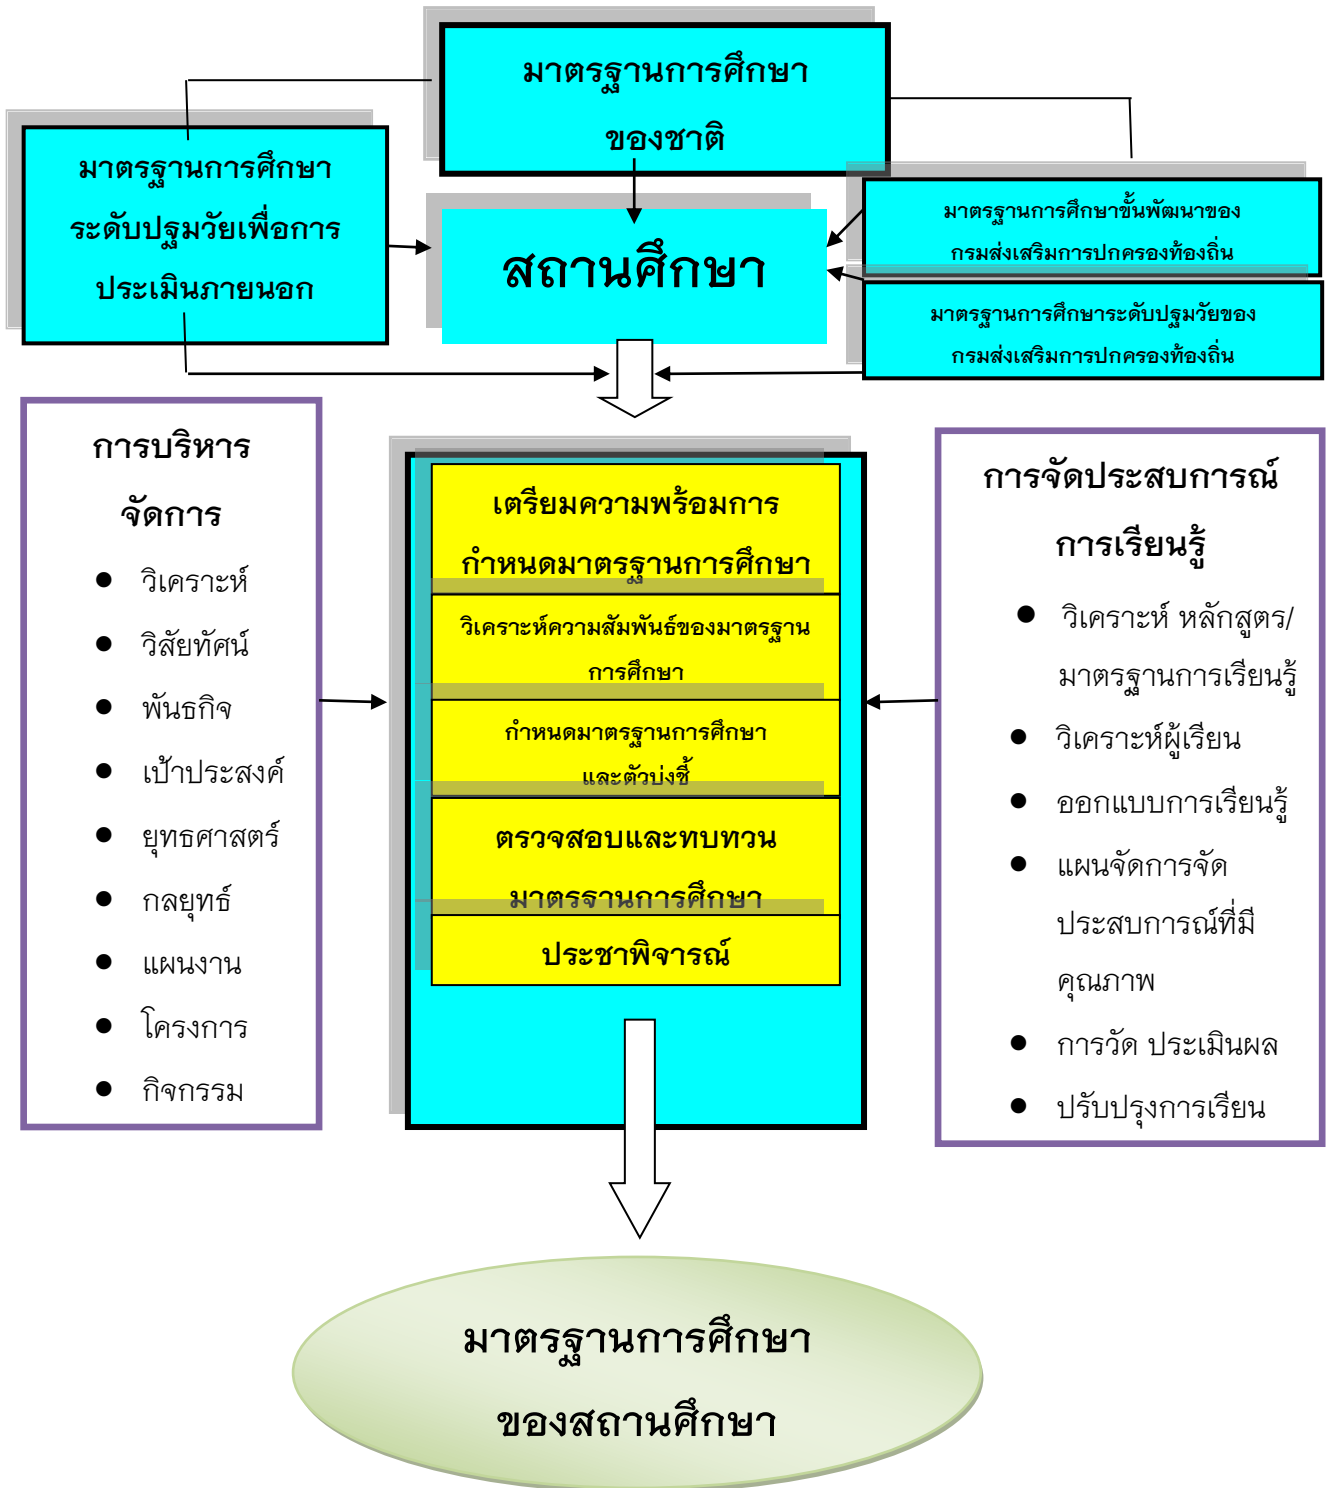 มาตรฐานการศึกษา
ของชาติ
มาตรฐานการศึกษา
ระดับปฐมวัยเพื่อการ
ประเมินภายนอก
สถานศึกษา
มาตรฐานการศึกษาขั้นพัฒนาของ
กรมส่งเสริมการปกครองท้องถิ่น
มาตรฐานการศึกษาระดับปฐมวัยของ
กรมส่งเสริมการปกครองท้องถิ่น
การบริหาร
จัดการ
● วิเคราะห์
● วิสัยทัศน์
● พันธกิจ
● เป้าประสงค์
● ยุทธศาสตร์
● กลยุทธ์
● แผนงาน
● โครงการ
● กิจกรรม
เตรียมความพร้อมการ
กำหนดมาตรฐานการศึกษา
วิเคราะห์ความสัมพันธ์ของมาตรฐาน
การศึกษา
กำหนดมาตรฐานการศึกษา
และตัวบ่งชี้
ตรวจสอบและทบทวน
มาตรฐานการศึกษา
ประชาพิจารณ์
การจัดประสบการณ์
การเรียนรู้
● วิเคราะห์ หลักสูตร/
มาตรฐานการเรียนรู้
● วิเคราะห์ผู้เรียน
● ออกแบบการเรียนรู้
● แผนจัดการจัด
ประสบการณ์ที่มี
คุณภาพ
● การวัด ประเมินผล
● ปรับปรุงการเรียน
มาตรฐานการศึกษา
ของสถานศึกษา